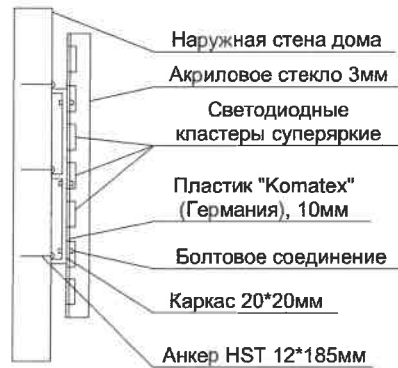 Наружная стена дома
Акриловое стекло 3мм
Светодиодные
кластеры суперяркие
Пластик "Komatex"
(Германия), 10мм
Болтовое соединение
Каркас 20*20мм
Анкер HST 12*185мм